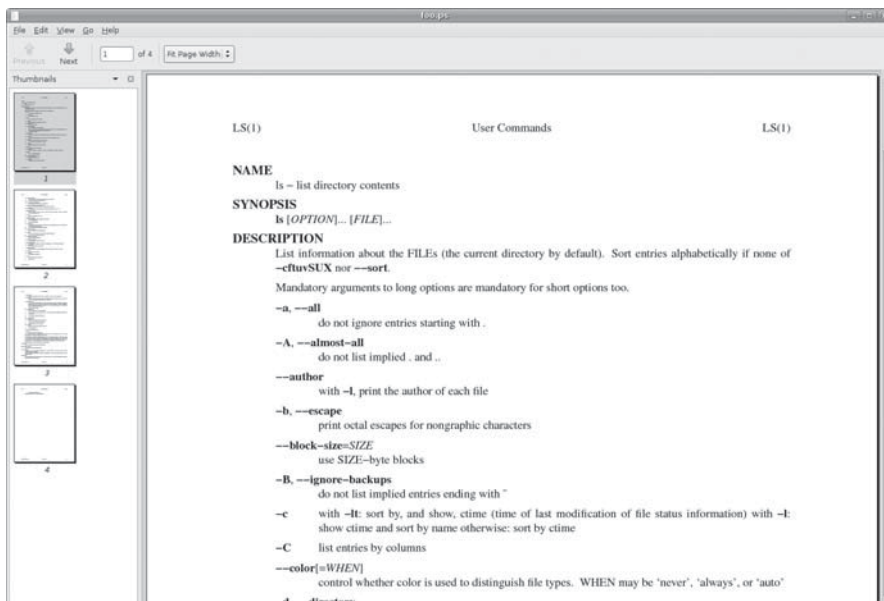 foo.ps
File Edit View Go Help
Previous Next 1 of 4 Fit Page Width
Thumbnails
1
2
3
4
LS(1) User Commands LS(1)
NAME
ls − list directory contents
SYNOPSIS
ls [OPTION]... [FILE]...
DESCRIPTION
List information about the FILEs (the current directory by default). Sort entries alphabetically if none of
−cftuvSUX nor −−sort.
Mandatory arguments to long options are mandatory for short options too.
−a, −−all
do not ignore entries starting with .
−A, −−almost−all
do not list implied . and ..
−−author
with −l, print the author of each file
−b, −−escape
print octal escapes for nongraphic characters
−−block−size=SIZE
use SIZE−byte blocks
−B, −−ignore−backups
do not list implied entries ending with ~
−c with −lt: sort by, and show, ctime (time of last modification of file status information) with −l:
show ctime and sort by name otherwise: sort by ctime
−C list entries by columns
−−color[=WHEN]
control whether color is used to distinguish file types. WHEN may be ‘never’, ‘always’, or ‘auto’